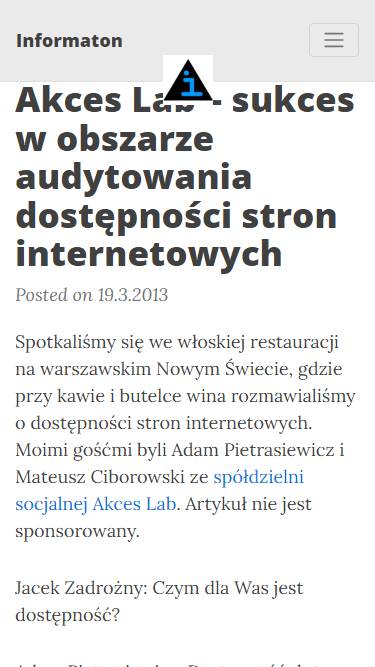 Informaton
Akces Lab - sukces
w obszarze
audytowania
dostępności stron
internetowych
Posted on 19.3.2013
Spotkaliśmy się we włoskiej restauracji
na warszawskim Nowym Świecie, gdzie
przy kawie i butelce wina rozmawialiśmy
o dostępności stron internetowych.
Moimi gośćmi byli Adam Pietrasiewicz i
Mateusz Ciborowski ze spółdzielni
socjalnej Akces Lab. Artykuł nie jest
sponsorowany.
Jacek Zadrożny: Czym dla Was jest
dostępność?